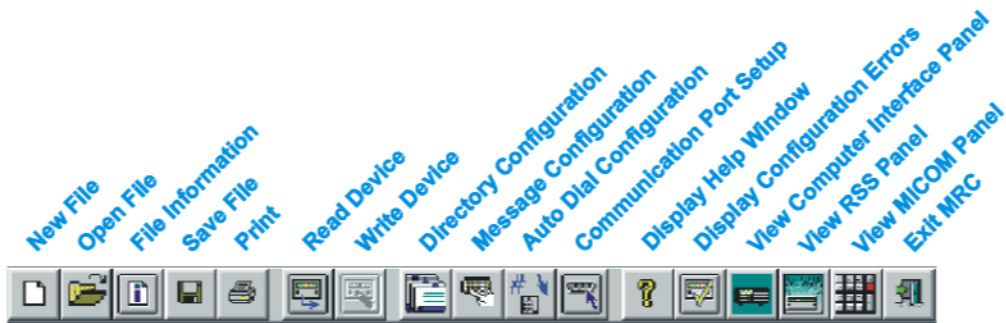 New File
Open File
File Information
Save File
Print
Read Device
Write Device
Directory Configuration
Message Configuration
Auto Dial Configuration
Communication Port Setup
Display Help Window
Display Configuration Errors
View Computer Interface Panel
View RSS Panel
View MICOM Panel
Exit MRC